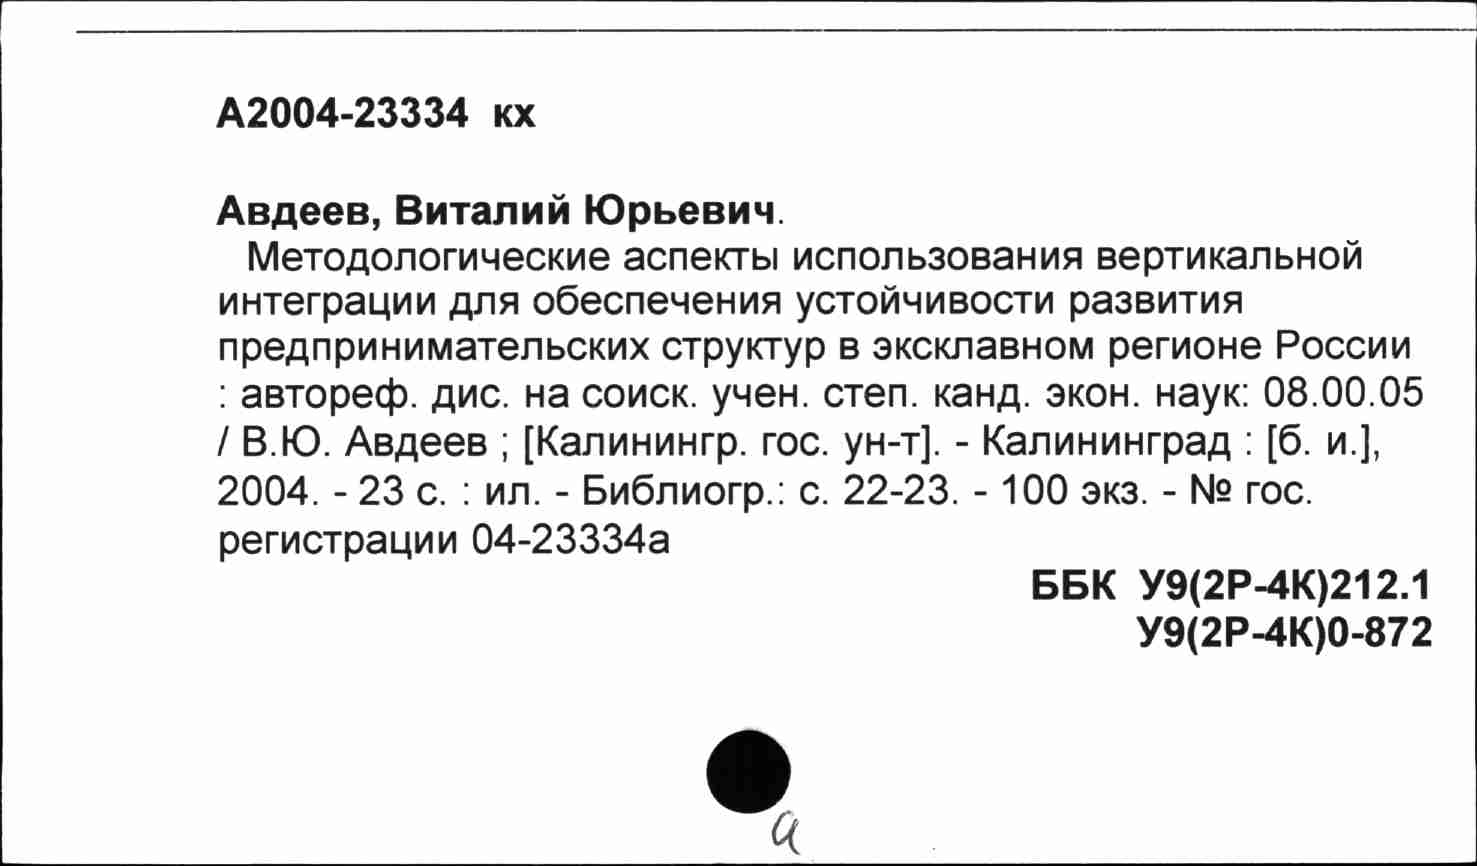 А2004-23334 кх
Авдеев, Виталий Юрьевич.
Методологические аспекты использования вертикальной
интеграции для обеспечения устойчивости развития
предпринимательских структур в эксклавном регионе России
: автореф. дис. на соиск. учен. степ. канд. экон. наук: 08.00.05
/ В.Ю. Авдеев ; [Калинингр. гос. ун-т]. - Калининград : [б. и.],
2004. - 23 с. : ил. - Библиогр.: с. 22-23. - 100 экз. - № гос.
регистрации 04-23334а
ББК У9(2Р-4К)212.1
У9(2Р-4К)0-872
а